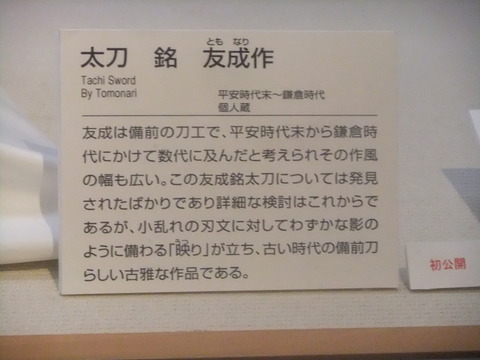 とも なり
太刀 銘 友成作
Tachi Sword
By Tomonari
平安時代末～鎌倉時代
個人蔵
友成は備前の刀工で、平安時代末から鎌倉時
代にかけて数代に及んだと考えられその作風
の幅も広い。この友成銘太刀については発見
されたばかりであり詳細な検討はこれからで
あるが、小乱れの刃文に対してわずかな影の
うつ
ように備わる「映り」が立ち、古い時代の備前刀
らしい古雅な作品である。
初公開